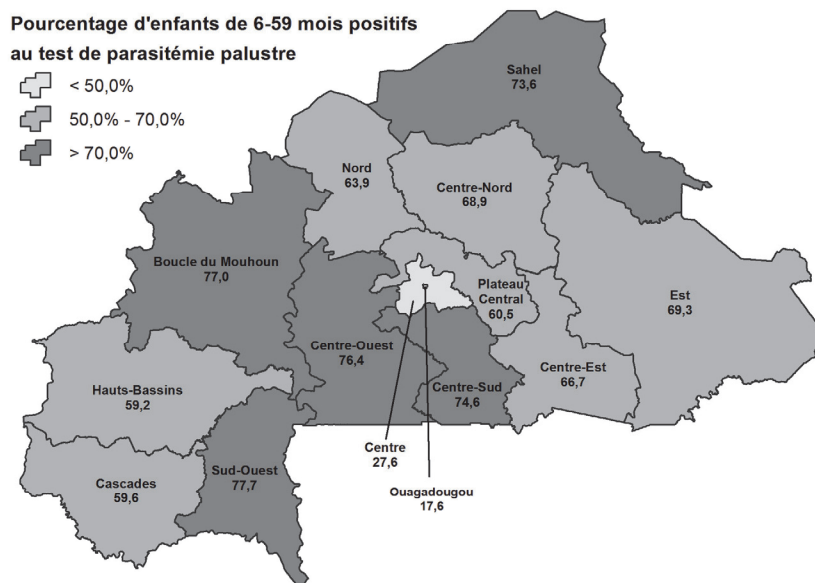 Pourcentage d'enfants de 6-59 mois positifs
au test de parasitémie palustre
< 50,0%
50,0% - 70,0%
> 70,0%
Sahel
73,6
Nord
63,9
Centre-Nord
68,9
Boucle du Mouhoun
77,0
Plateau
Central
60,5
Est
69,3
Centre-Ouest
76,4
Centre-Est
66,7
Hauts-Bassins
59,2
Centre-Sud
74,6
Centre
27,6
Sud-Ouest
77,7
Cascades
59,6
Ouagadougou
17,6